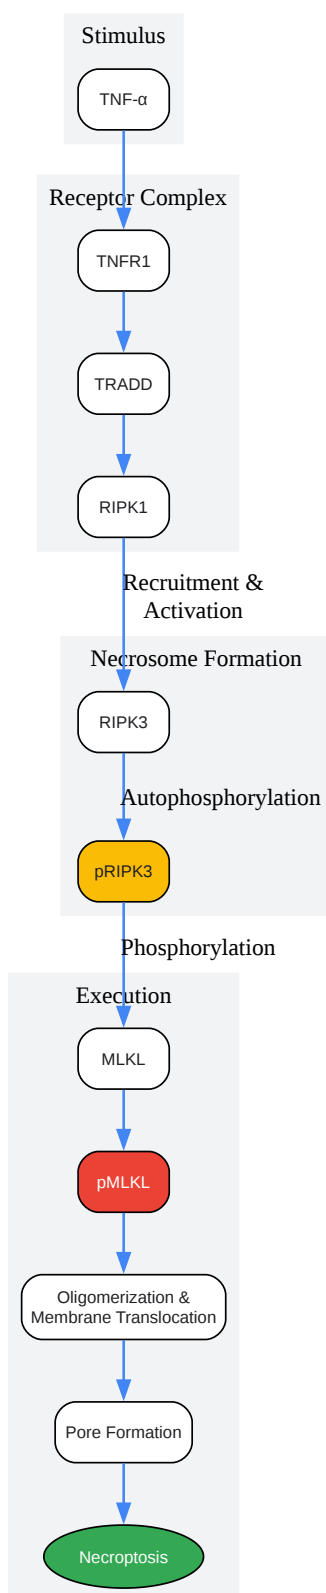 Stimulus
TNF-α
Receptor Complex
TNFR1
TRADD
RIPK1
Recruitment &
Activation
Necrosome Formation
RIPK3
Autophosphorylation
pRIPK3
Phosphorylation
Execution
MLKL
pMLKL
Oligomerization &
Membrane Translocation
Pore Formation
Necroptosis